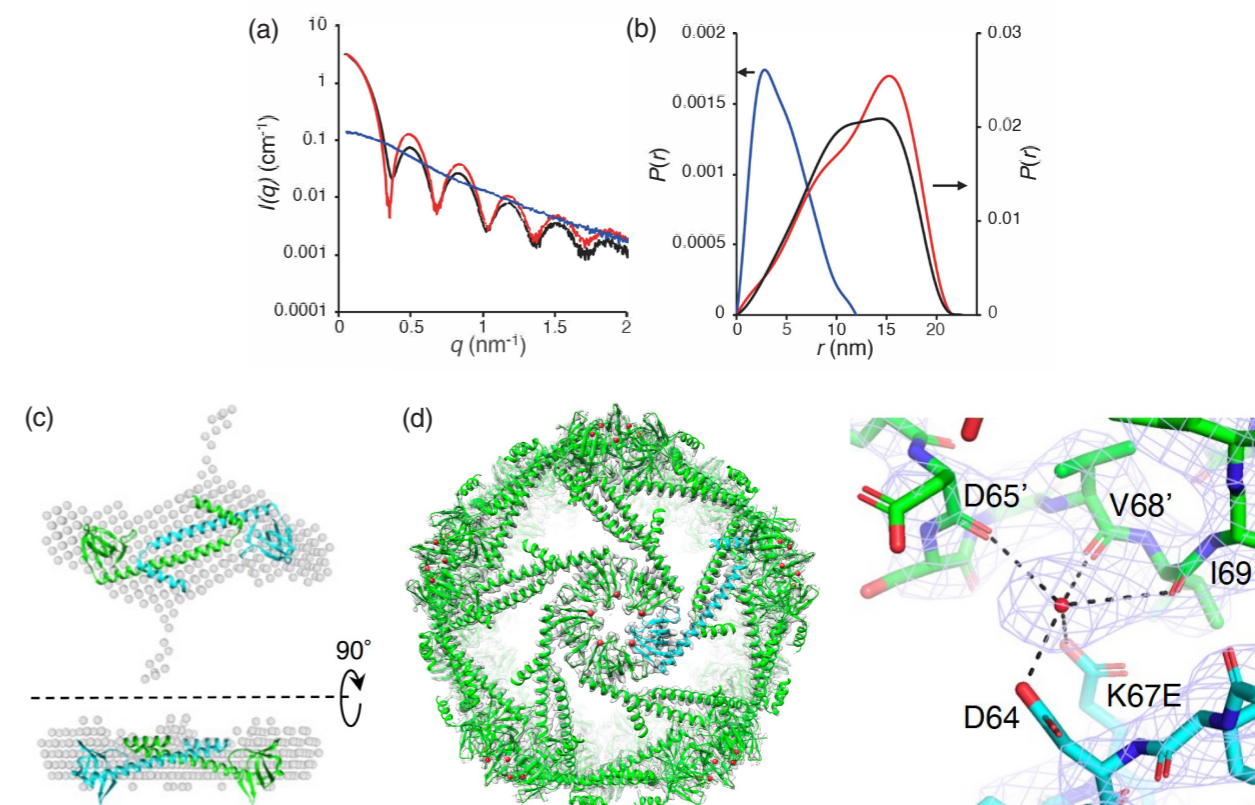 (a)
10
1
0.1
0.01
0.001
0.0001
I(q) (cm⁻¹)
0
0.5
1
1.5
2
q (nm⁻¹)
(b)
0.002
0.0015
0.001
0.0005
0
P(r)
0.03
0.02
0.01
0
P(r)
0
5
10
15
20
r (nm)
(c)
90°
(d)
D65’
V68’
I69
K67E
D64